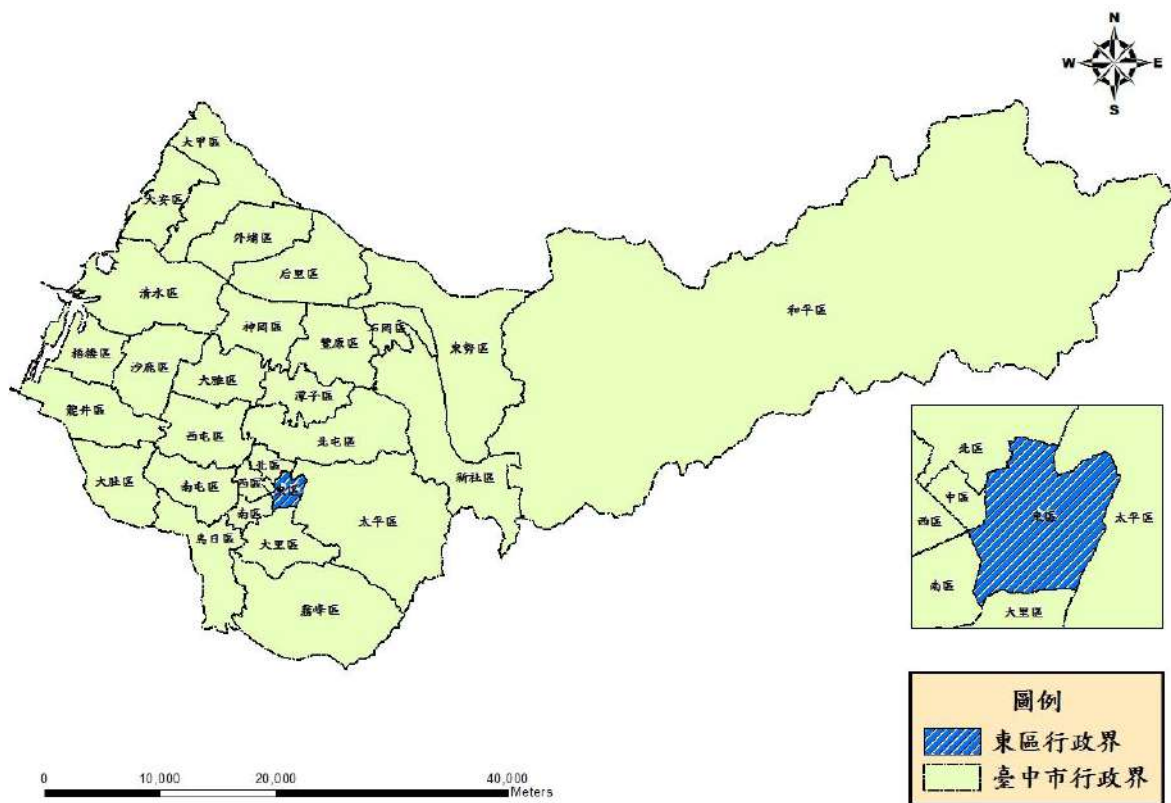 N
W E
S
大甲區
大安區
外埔區
后里區
清水區
和平區
神岡區
豐原區
石岡區
東勢區
梧棲區
沙鹿區
大雅區
潭子區
龍井區
西屯區
北屯區
新社區
大肚區
南屯區
北區
西區
東區
南區
太平區
烏日區
大里區
霧峰區
北區
中區
西區
東區
太平區
南區
大里區
圖例
東區行政界
臺中市行政界
0 10,000 20,000 40,000
Meters